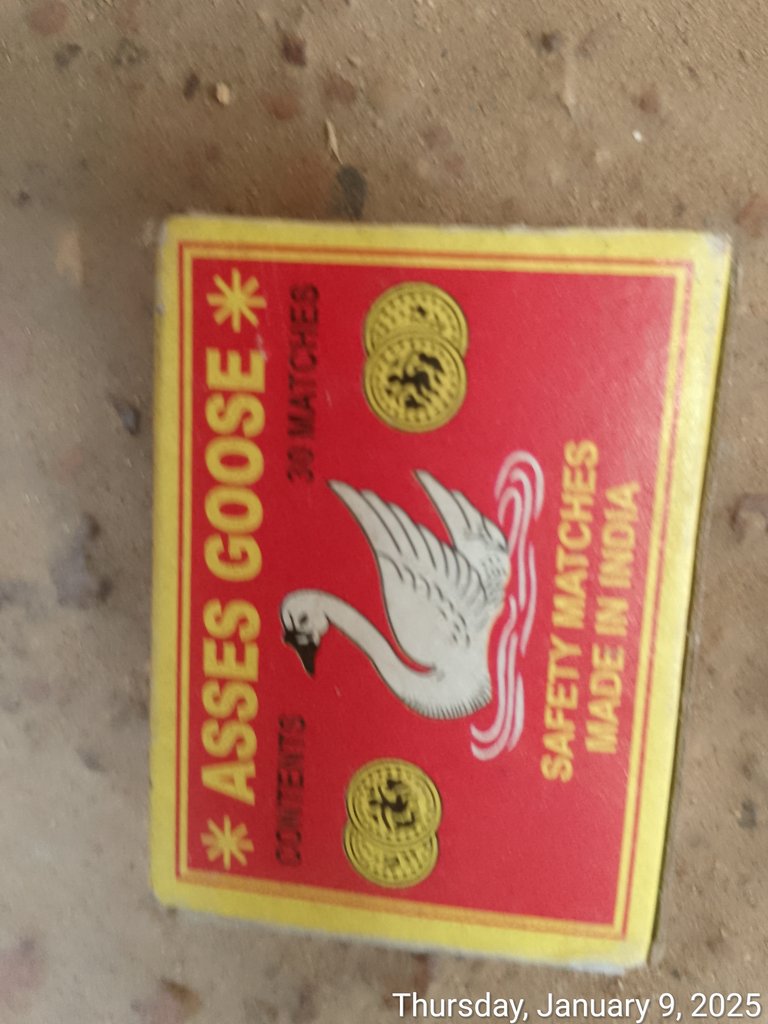 * ASSES GOOSE *
CONTENTS 30 MATCHES
SAFETY MATCHES
MADE IN INDIA
Thursday, January 9, 2025